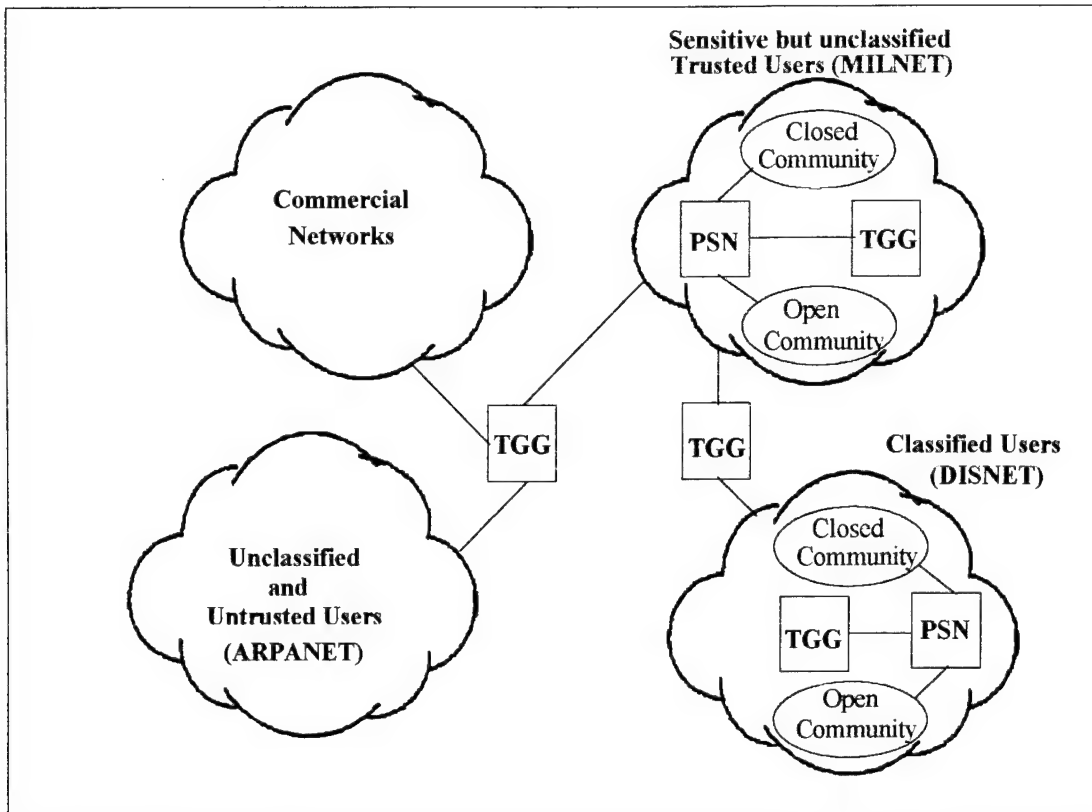 Sensitive but unclassified
Trusted Users (MILNET)
Commercial
Networks
Closed
Community
PSN
TGG
Open
Community
TGG
TGG
Classified Users
(DISNET)
Unclassified
and
Untrusted Users
(ARPANET)
Closed
Community
TGG
PSN
Open
Community